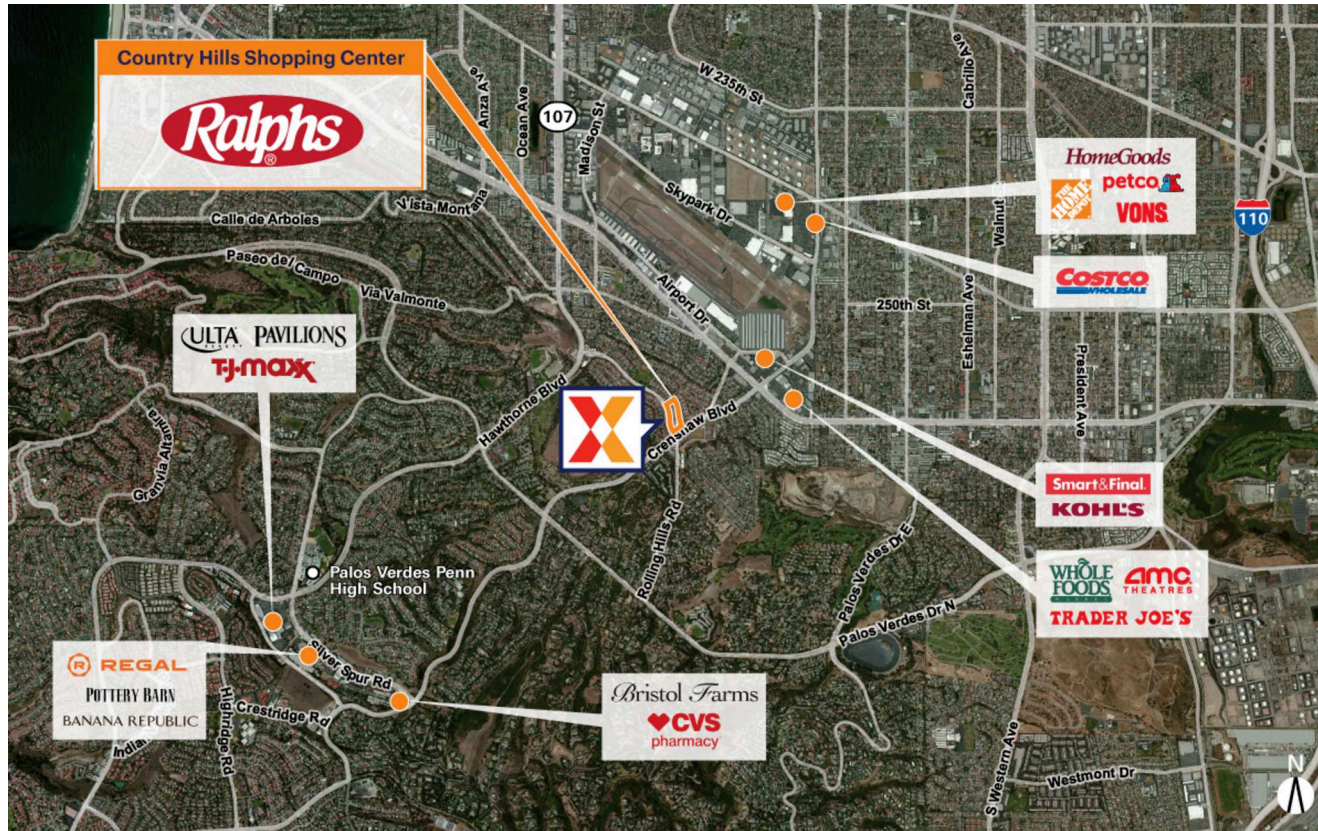 Country Hills Shopping Center
Ralphs
®
Anza Ave
Ocean Ave
107
Madison St
W 235th St
Cabrillo Ave
HomeGoods
THE HOME DEPOT
petco
VONS
110
Skypark Dr
Walnut
Calle de Arboles
Vista Montana
Paseo del Campo
Via Valmonte
Airport Dr
COSTCO
WHOLESALE
250th St
Eshelman Ave
President Ave
ULTA PAVILIONS
BEAUTY
T•J•maxx
Hawthorne Blvd
Crenshaw Blvd
Granvia Altamira
Smart&Final.
KOHL'S
Rolling Hills Rd
Palos Verdes Dr E
Palos Verdes Dr N
WHOLE
FOODS
MARKET
amc
THEATRES
TRADER JOE'S
Palos Verdes Penn
High School
R REGAL
POTTERY BARN
BANANA REPUBLIC
Silver Spur Rd
Crestridge Rd
Highridge Rd
Bristol Farms
CVS
pharmacy
S Western Ave
Westmont Dr
N